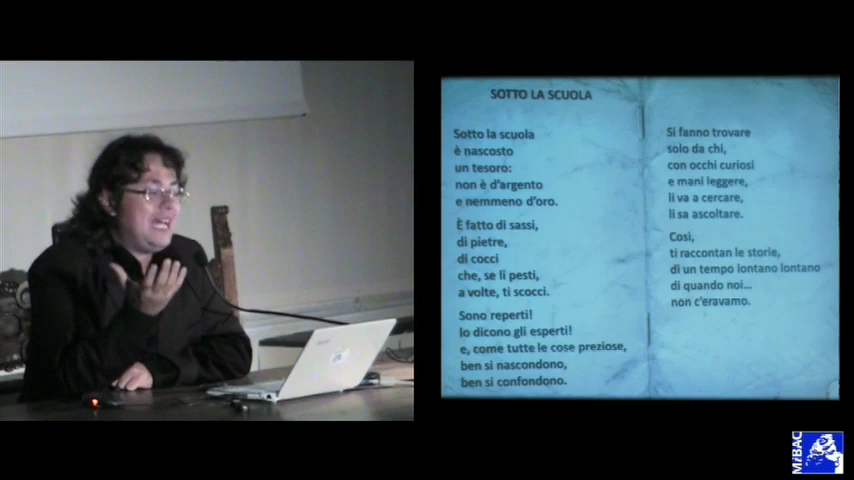 SOTTO LA SCUOLA
Sotto la scuola
è nascosto
un tesoro:
non è d'argento
e nemmeno d'oro.
È fatto di sassi,
di pietre,
di cocci
che, se li pesti,
a volte, ti scocci.
Sono reperti!
lo dicono gli esperti!
e, come tutte le cose preziose,
ben si nascondono,
ben si confondono.
Si fanno trovare
solo da chi,
con occhi curiosi
e mani leggere,
li va a cercare,
li sa ascoltare.
Così,
ti raccontan le storie,
di un tempo lontano lontano
di quando noi...
non c'eravamo.
MiBAC